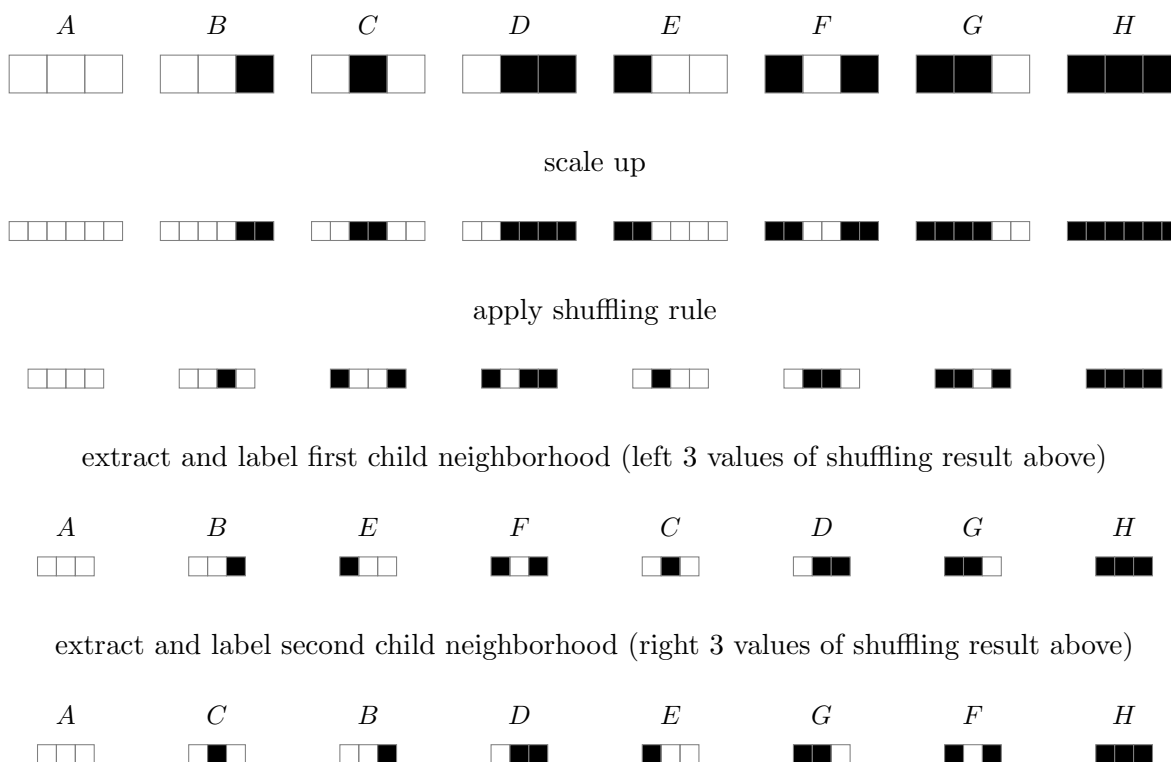 A B C D E F G H
scale up
apply shuffling rule
extract and label first child neighborhood (left 3 values of shuffling result above)
A B E F C D G H
extract and label second child neighborhood (right 3 values of shuffling result above)
A C B D E G F H